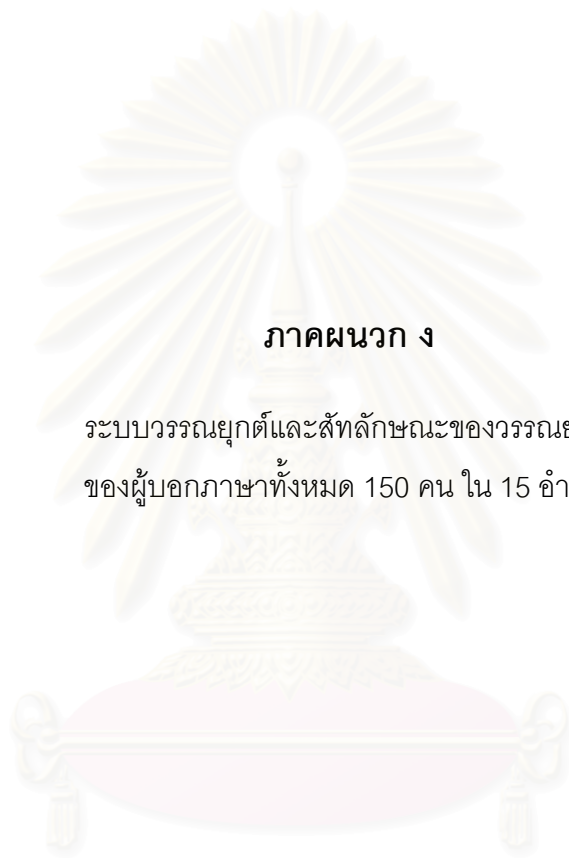 ภาคผนวก ง
ระบบวรรณยุกต์และสัทลักษณะของ
ของผู้บอกภาษาทั้งหมด 150 คน ใน 15